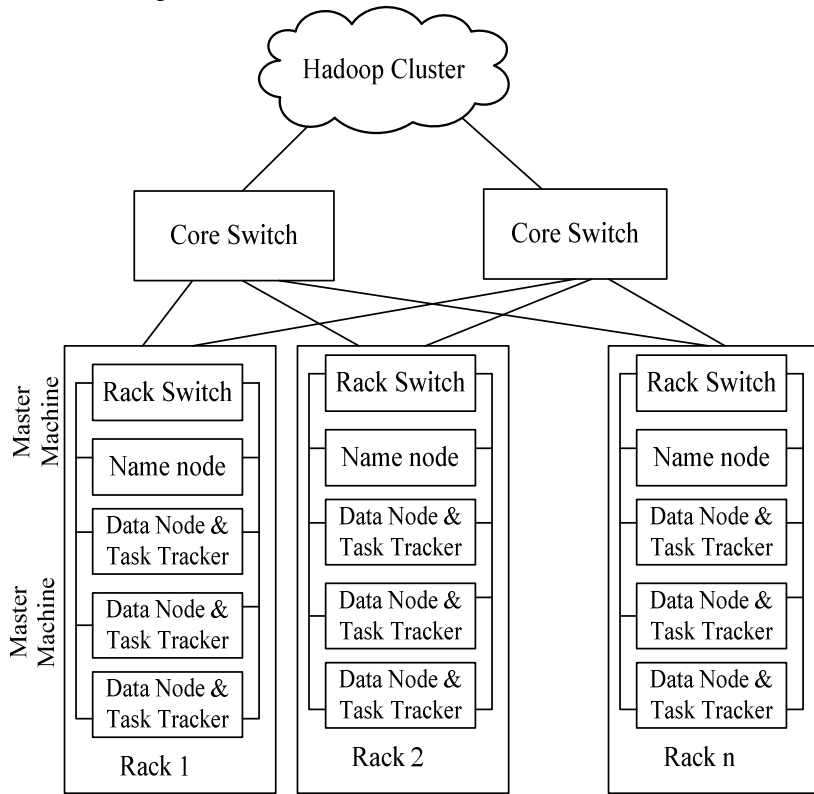 Hadoop Cluster
Core Switch
Core Switch
Master
Machine
Master
Machine
Rack Switch
Name node
Data Node &
Task Tracker
Data Node &
Task Tracker
Data Node &
Task Tracker
Rack 1
Rack Switch
Name node
Data Node &
Task Tracker
Data Node &
Task Tracker
Data Node &
Task Tracker
Rack 2
Rack Switch
Name node
Data Node &
Task Tracker
Data Node &
Task Tracker
Data Node &
Task Tracker
Rack n